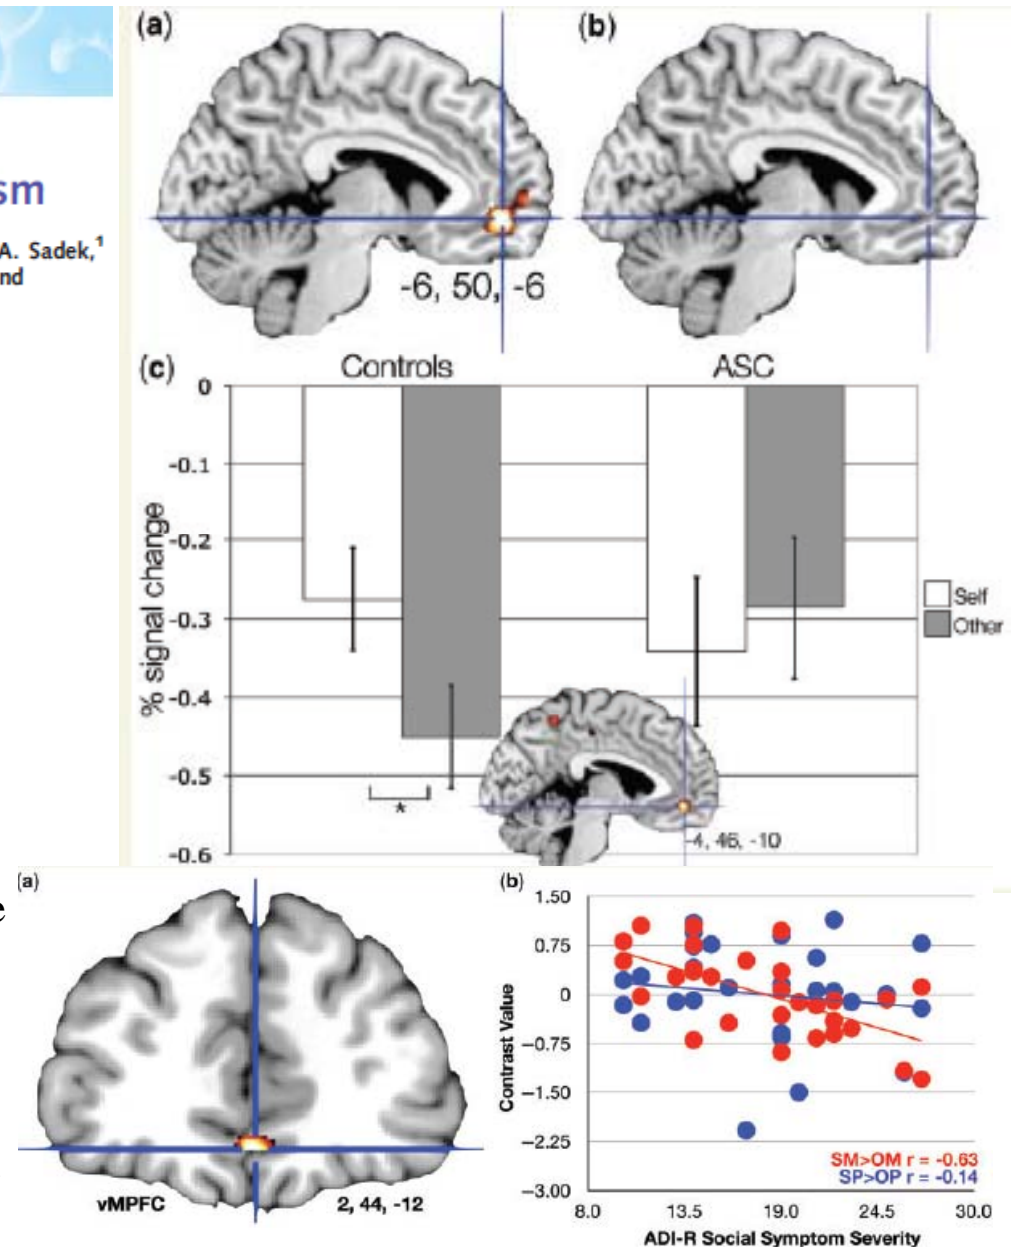 sm
A. Sadek,1
nd
e
(a)
(b)
-6, 50, -6
(c)
Controls
ASC
% signal change
0
-0.1
-0.2
-0.3
-0.4
-0.5
-0.6
Self
Other
*
-4, 46, -10
(a)
vMPFC
2, 44, -12
(b)
Contrast Value
1.50
0.75
0
−0.75
−1.50
−2.25
−3.00
SM>OM r = -0.63
SP>OP r = -0.14
8.0 13.5 19.0 24.5 30.0
ADI-R Social Symptom Severity